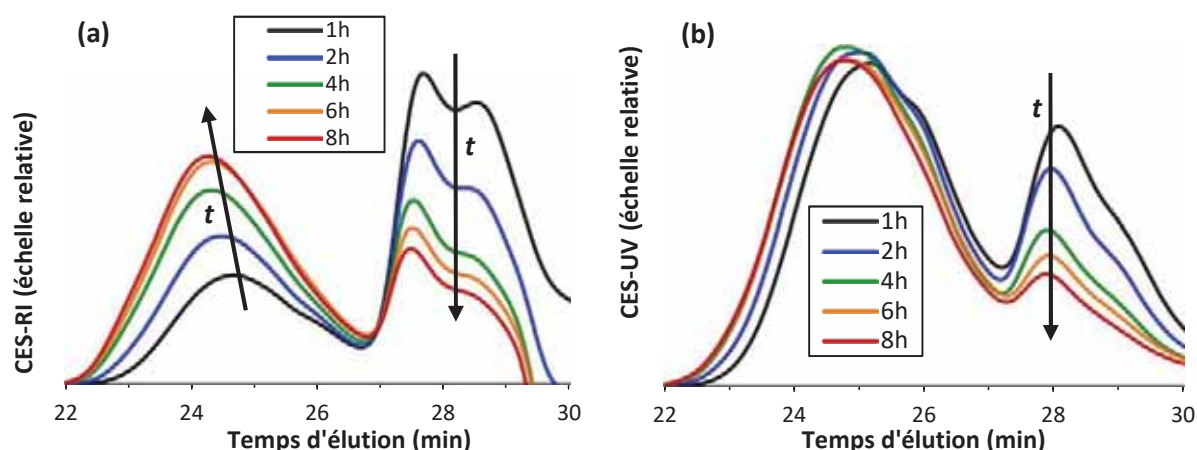 (a)
1h
2h
4h
6h
8h
t
t
CES-RI (échelle relative)
22 24 26 28 30
Temps d'élution (min)
(b)
t
1h
2h
4h
6h
8h
CES-UV (échelle relative)
22 24 26 28 30
Temps d'élution (min)